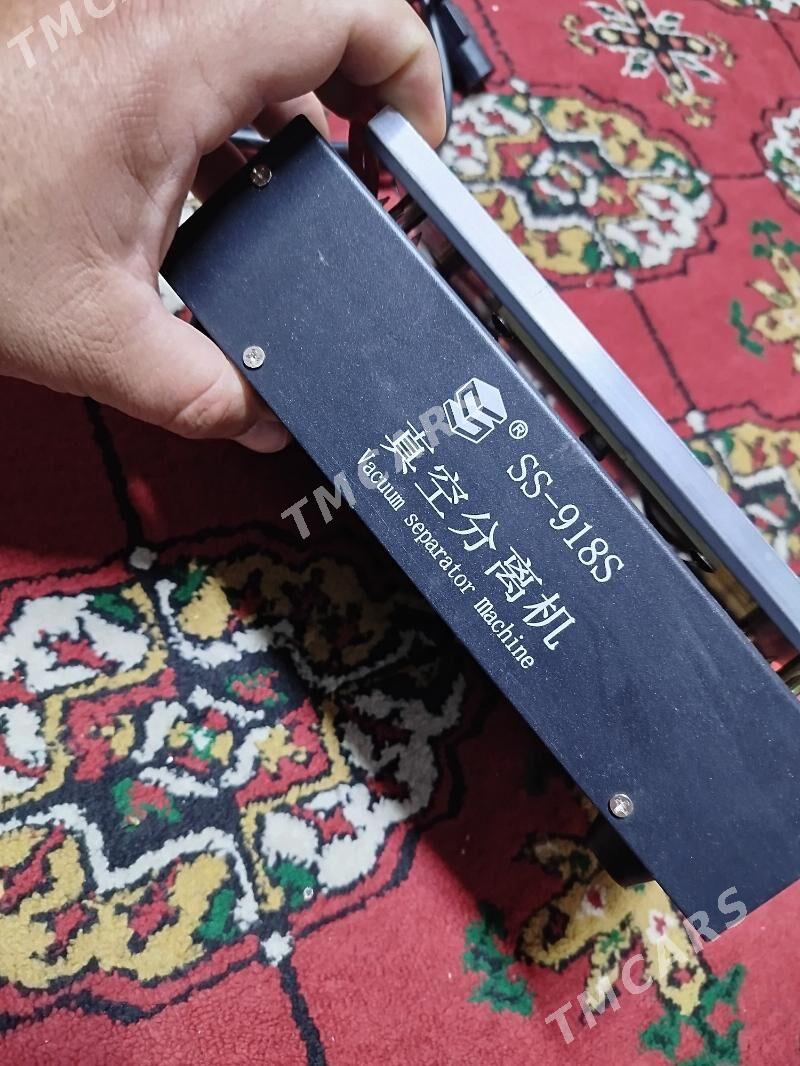 TMCARS
®
SS-918S
真空分离机
Vacuum separator machine
TMCARS
TMCARS